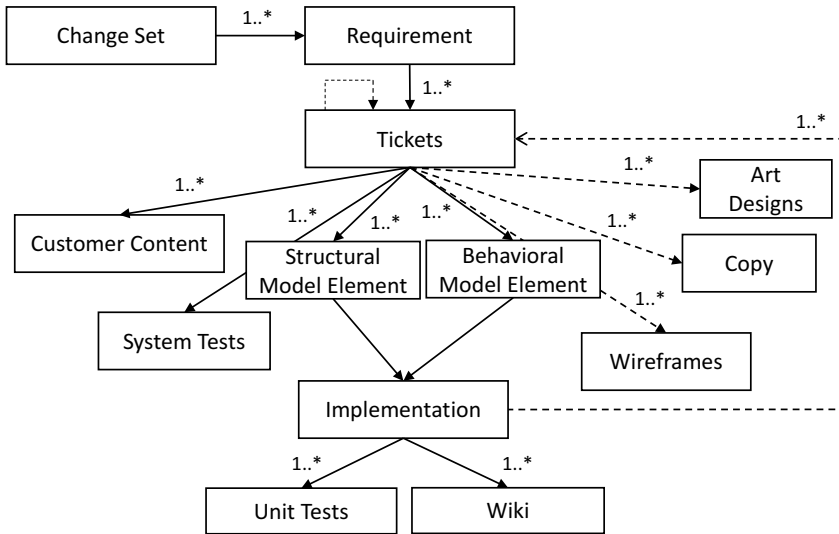 1..*
Change Set
Requirement
1..*
1..*
Tickets
1..*
Art
Designs
1..*
1..*
1..*
1..*
1..*
Customer Content
Structural
Model Element
Behavioral
Model Element
Copy
1..*
System Tests
Wireframes
Implementation
1..*
1..*
Unit Tests
Wiki